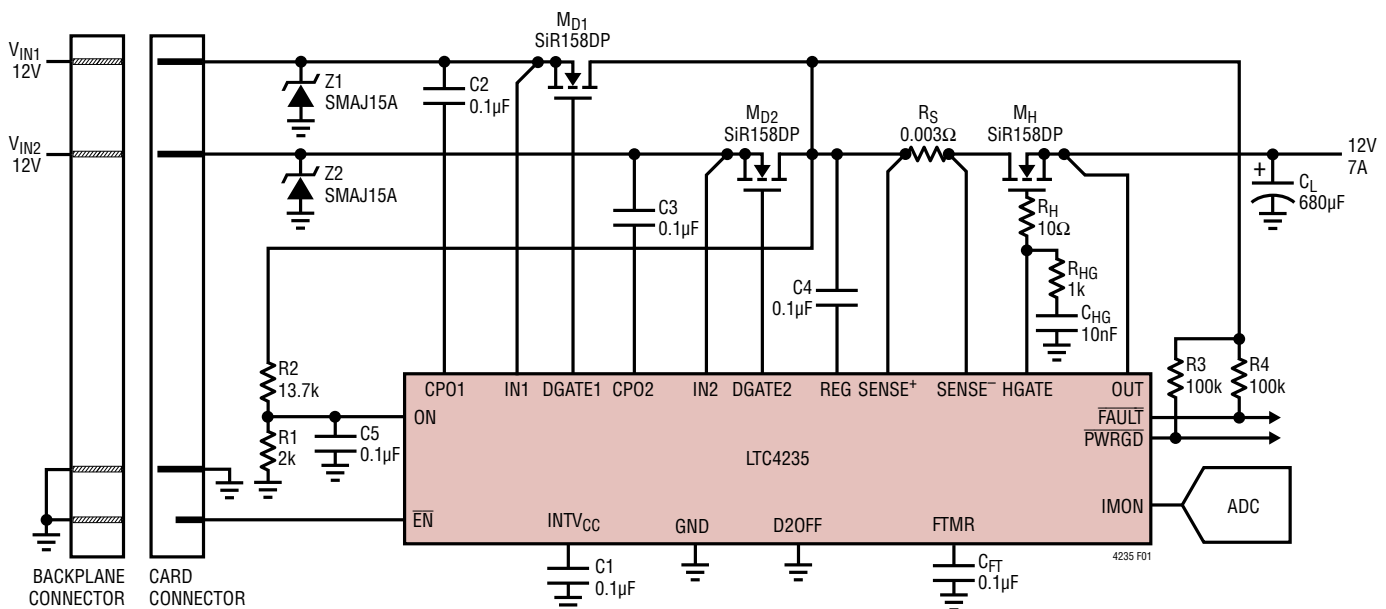 M_D1
SiR158DP
V_IN1
12V
Z1
SMAJ15A
C2
0.1µF
M_D2
SiR158DP
R_S
0.003Ω
M_H
SiR158DP
V_IN2
12V
12V
7A
Z2
SMAJ15A
C3
0.1µF
R_H
10Ω
+
C_L
680µF
C4
0.1µF
R_HG
1k
C_HG
10nF
R2
13.7k
R3
100k
R4
100k
CPO1 IN1 DGATE1 CPO2 IN2 DGATE2 REG SENSE⁺ SENSE⁻ HGATE OUT
ON
F̅A̅U̅L̅T̅
P̅W̅R̅G̅D̅
R1
2k
C5
0.1µF
LTC4235
IMON
ADC
E̅N̅
INTV_CC
GND
D2OFF
FTMR
4235 F01
C1
0.1µF
C_FT
0.1µF
BACKPLANE
CONNECTOR
CARD
CONNECTOR